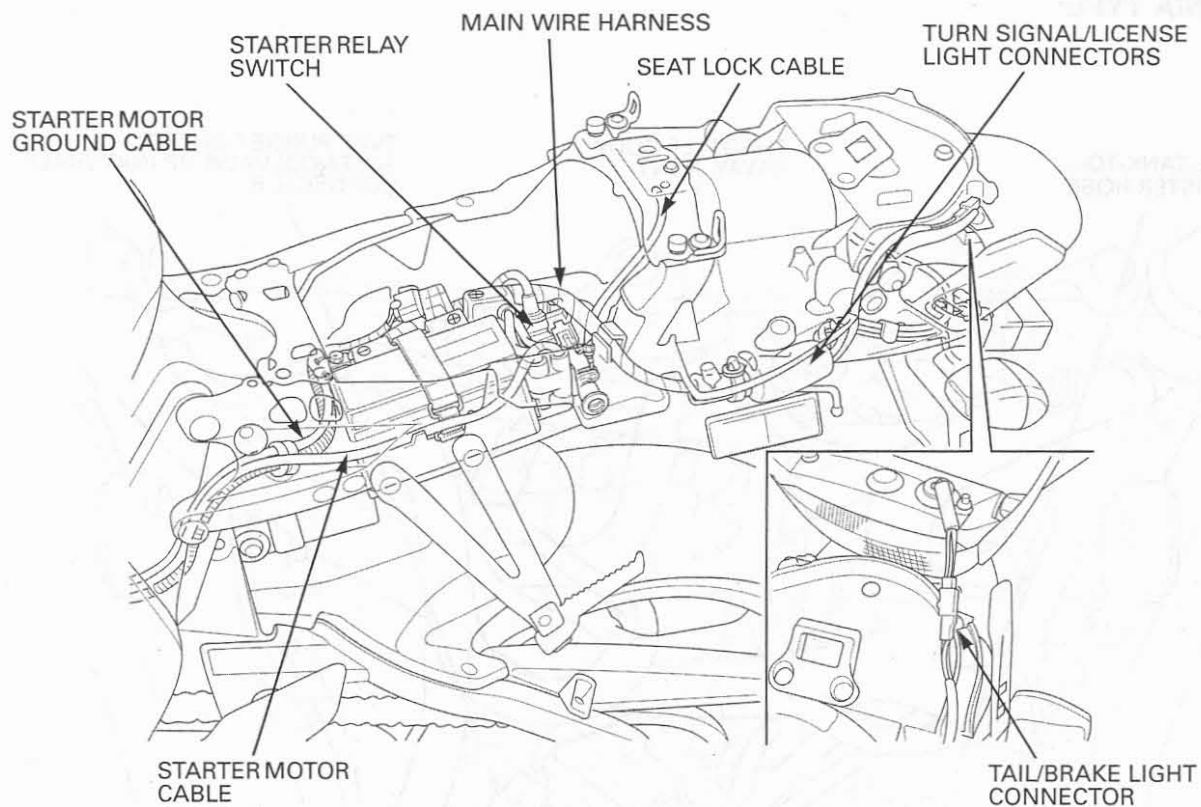 MAIN WIRE HARNESS
STARTER RELAY
SWITCH
TURN SIGNAL/LICENSE
LIGHT CONNECTORS
SEAT LOCK CABLE
STARTER MOTOR
GROUND CABLE
STARTER MOTOR
CABLE
TAIL/BRAKE LIGHT
CONNECTOR